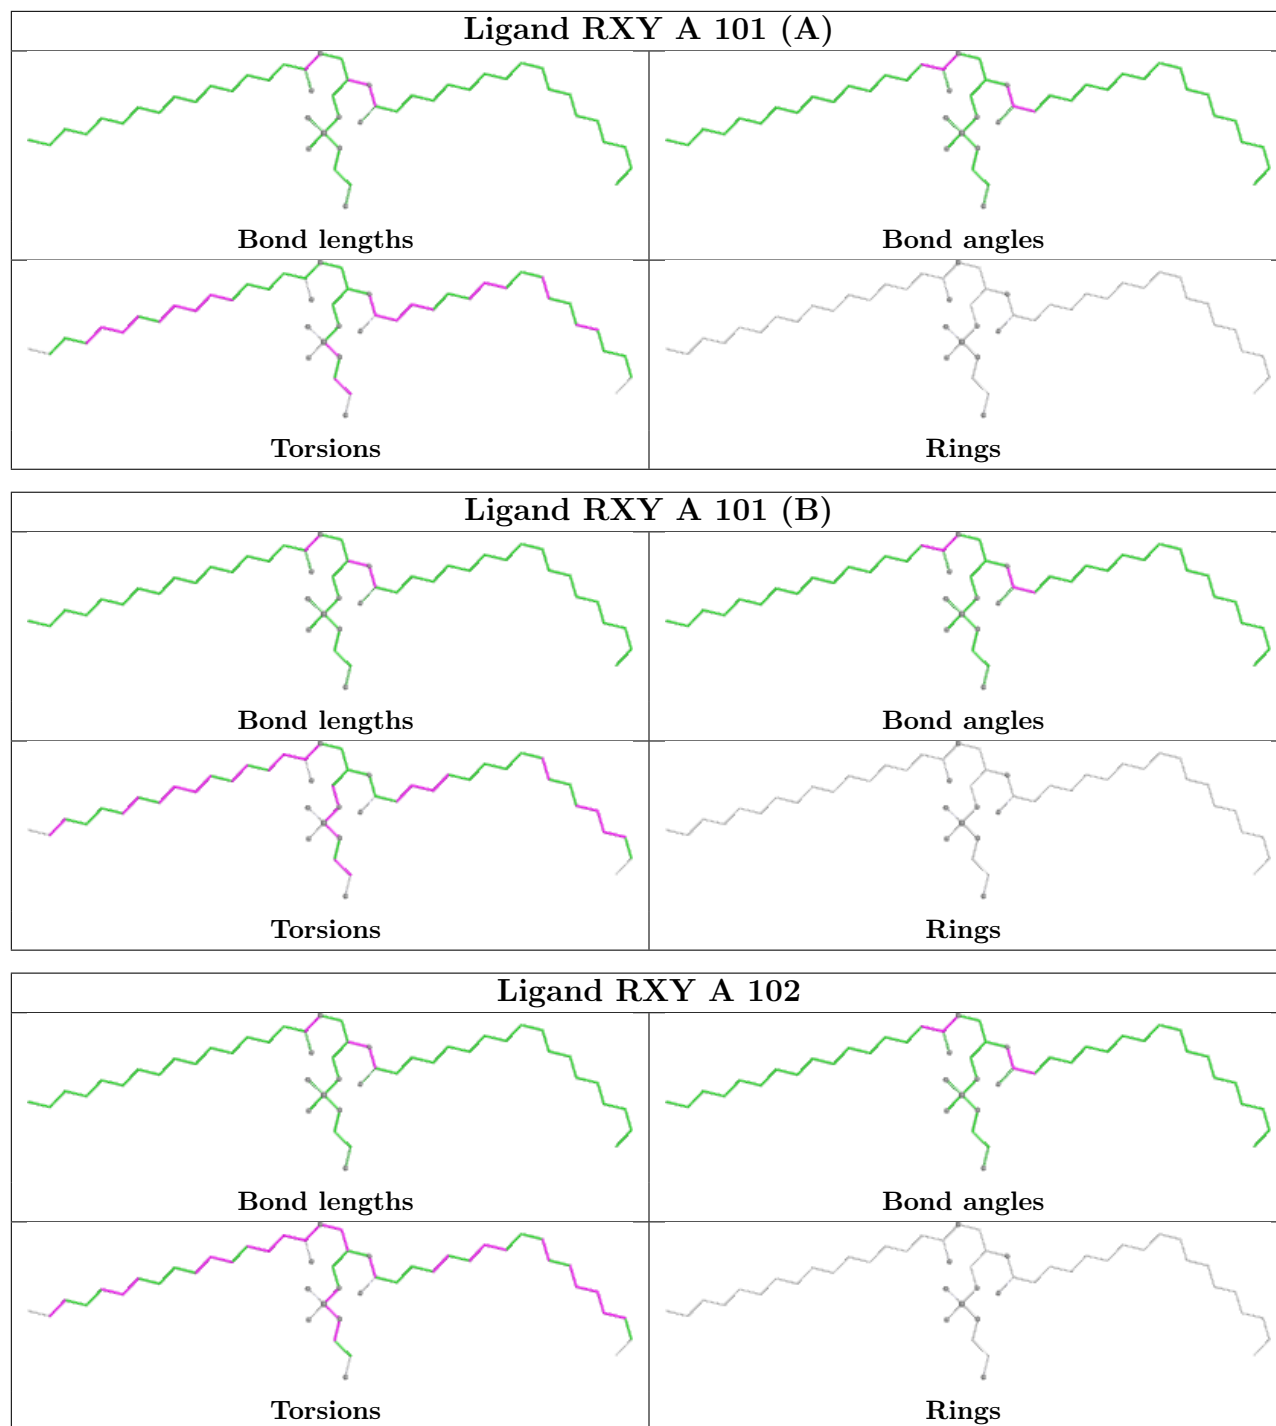 Ligand RXY A 101 (A)
Bond lengths
Bond angles
Torsions
Rings
Ligand RXY A 101 (B)
Bond lengths
Bond angles
Torsions
Rings
Ligand RXY A 102
Bond lengths
Bond angles
Torsions
Rings